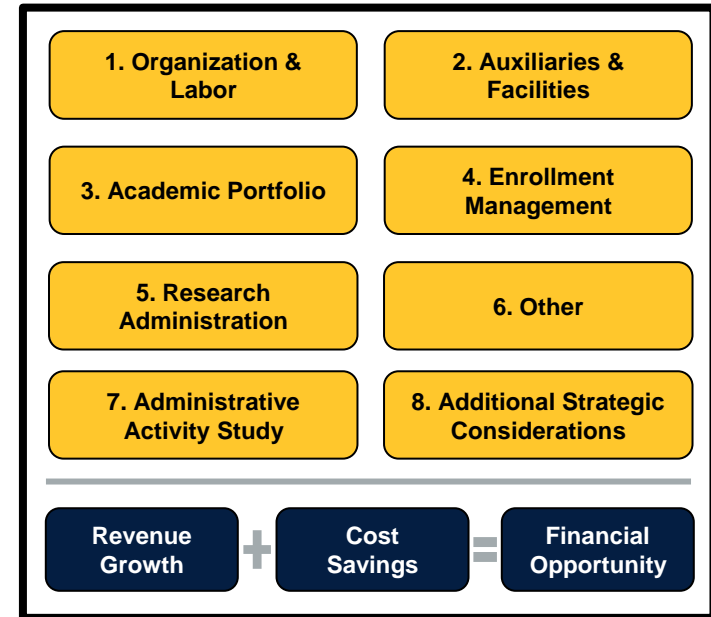 1. Organization &
Labor
2. Auxiliaries &
Facilities
3. Academic Portfolio
4. Enrollment
Management
5. Research
Administration
6. Other
7. Administrative
Activity Study
8. Additional Strategic
Considerations
Revenue
Growth
+
Cost
Savings
=
Financial
Opportunity